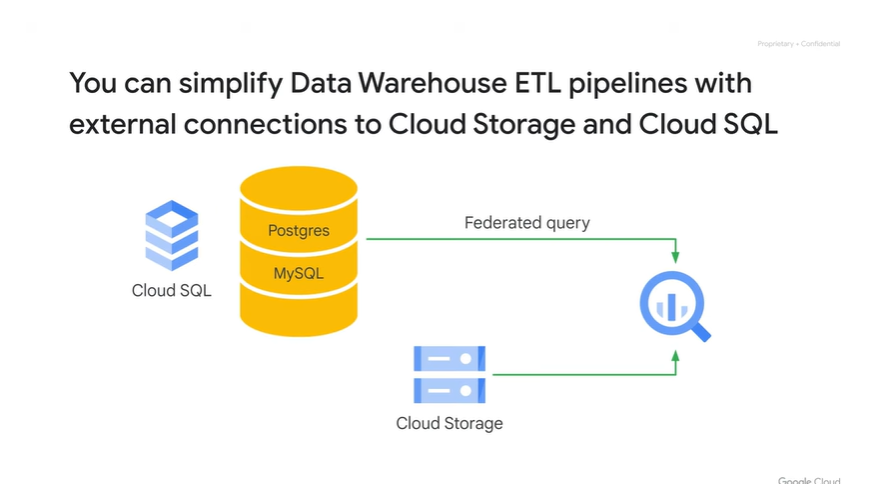 Proprietary + Confidential
You can simplify Data Warehouse ETL pipelines with
external connections to Cloud Storage and Cloud SQL
Postgres
MySQL
Cloud SQL
Federated query
Cloud Storage
Google Cloud